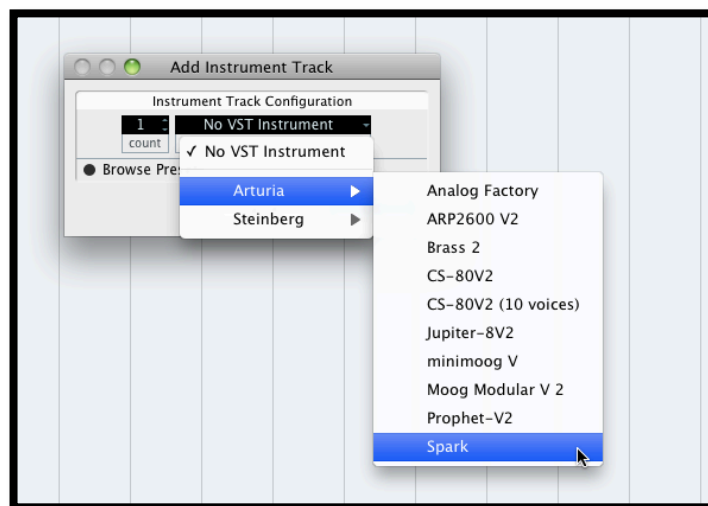 Add Instrument Track
Instrument Track Configuration
1 No VST Instrument
count
✓ No VST Instrument
Browse
Arturia
Steinberg
Analog Factory
ARP2600 V2
Brass 2
CS-80V2
CS-80V2 (10 voices)
Jupiter-8V2
minimoog V
Moog Modular V 2
Prophet-V2
Spark